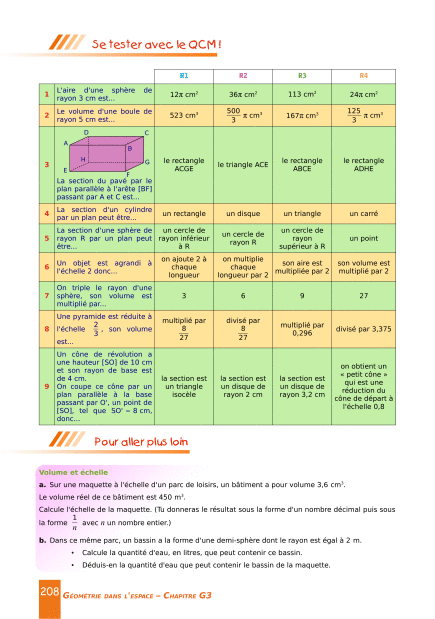 Se tester avec le QCM !
R1 R2 R3 R4
1 L'aire d'une sphère de rayon 3 cm est... 12π cm² 36π cm² 113 cm² 24π cm²
2 Le volume d'une boule de rayon 5 cm est... 523 cm³ 500/3 π cm³ 167π cm³ 125/3 π cm³
3
D C
A B
H G
E F
La section du pavé par le plan parallèle à l'arête [BF] passant par A et C est... le rectangle ACGE le triangle ACE le rectangle ABCE le rectangle ADHE
4 La section d'un cylindre par un plan peut être... un rectangle un disque un triangle un carré
5 La section d'une sphère de rayon R par un plan peut être... un cercle de rayon inférieur à R un cercle de rayon R un cercle de rayon supérieur à R un point
6 Un objet est agrandi à l'échelle 2 donc... on ajoute 2 à chaque longueur on multiplie chaque longueur par 2 son aire est multipliée par 2 son volume est multiplié par 2
7 On triple le rayon d'une sphère, son volume est multiplié par... 3 6 9 27
8 Une pyramide est réduite à l'échelle 2/3, son volume est... multiplié par 8/27 divisé par 8/27 multiplié par 0,296 divisé par 3,375
9 Un cône de révolution a une hauteur [SO] de 10 cm et son rayon de base est de 4 cm.
On coupe ce cône par un plan parallèle à la base passant par O', un point de [SO], tel que SO' = 8 cm, donc... la section est un triangle isocèle la section est un disque de rayon 2 cm la section est un disque de rayon 3,2 cm on obtient un « petit cône » qui est une réduction du cône de départ à l'échelle 0,8
Pour aller plus loin
Volume et échelle
a. Sur une maquette à l'échelle d'un parc de loisirs, un bâtiment a pour volume 3,6 cm³.
Le volume réel de ce bâtiment est 450 m³.
Calcule l'échelle de la maquette. (Tu donneras le résultat sous la forme d'un nombre décimal puis sous
la forme 1/n avec n un nombre entier.)
b. Dans ce même parc, un bassin a la forme d'une demi-sphère dont le rayon est égal à 2 m.
• Calcule la quantité d'eau, en litres, que peut contenir ce bassin.
• Déduis-en la quantité d'eau que peut contenir le bassin de la maquette.
208 GÉOMÉTRIE DANS L'ESPACE – CHAPITRE G3